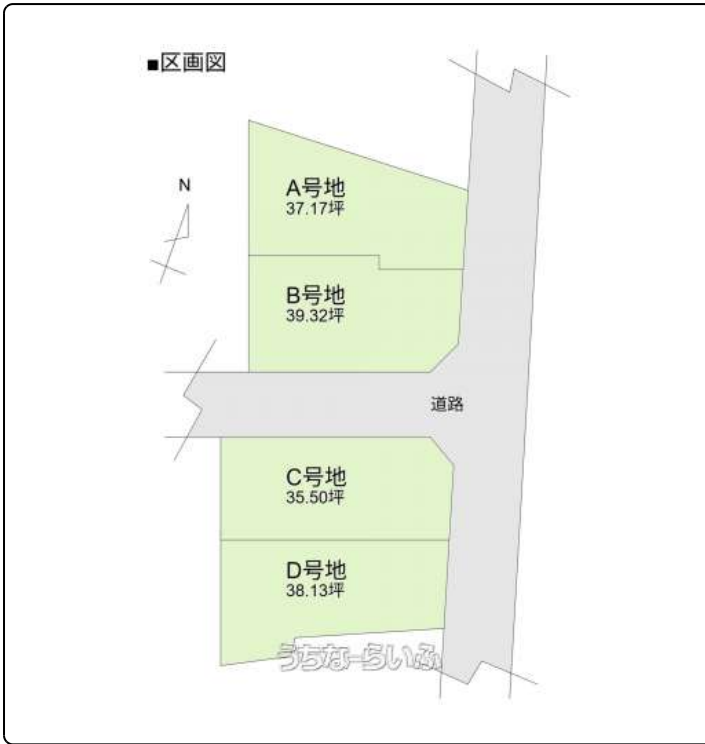 ■区画図
N
A号地
37.17坪
B号地
39.32坪
道路
C号地
35.50坪
D号地
38.13坪
うちなーらいふ